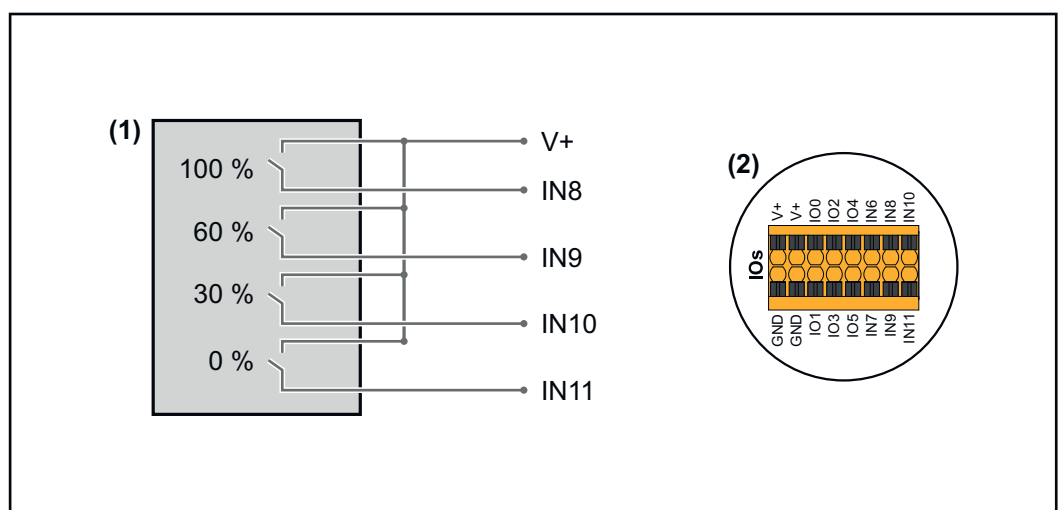 (1)
V+
100 %
IN8
60 %
IN9
30 %
IN10
0 %
IN11
(2)
V+ V+ IO0 IO2 IO4 IN6 IN8 IN10
IOs
GND GND IO1 IO3 IO5 IN7 IN9 IN11